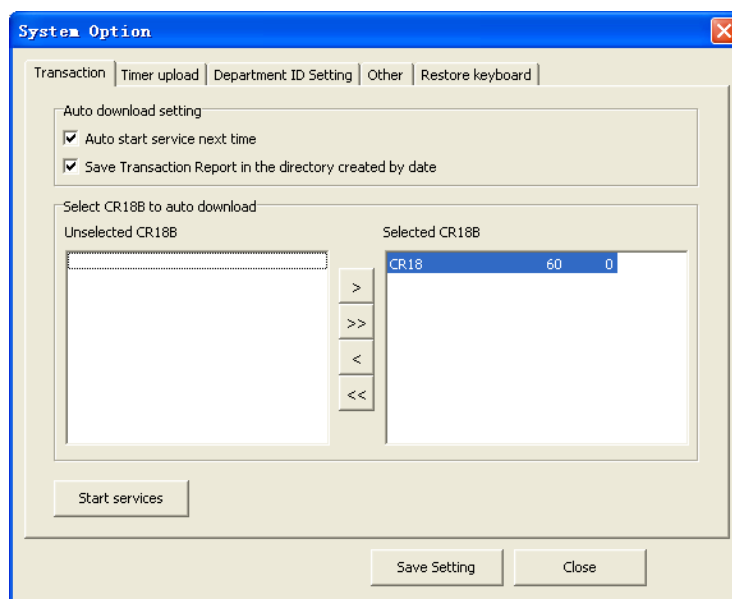 System Option
Transaction Timer upload Department ID Setting Other Restore keyboard
Auto download setting
Auto start service next time
Save Transaction Report in the directory created by date
Select CR18B to auto download
Unselected CR18B Selected CR18B
CR18 60 0
>
>>
<
<<
Start services
Save Setting Close